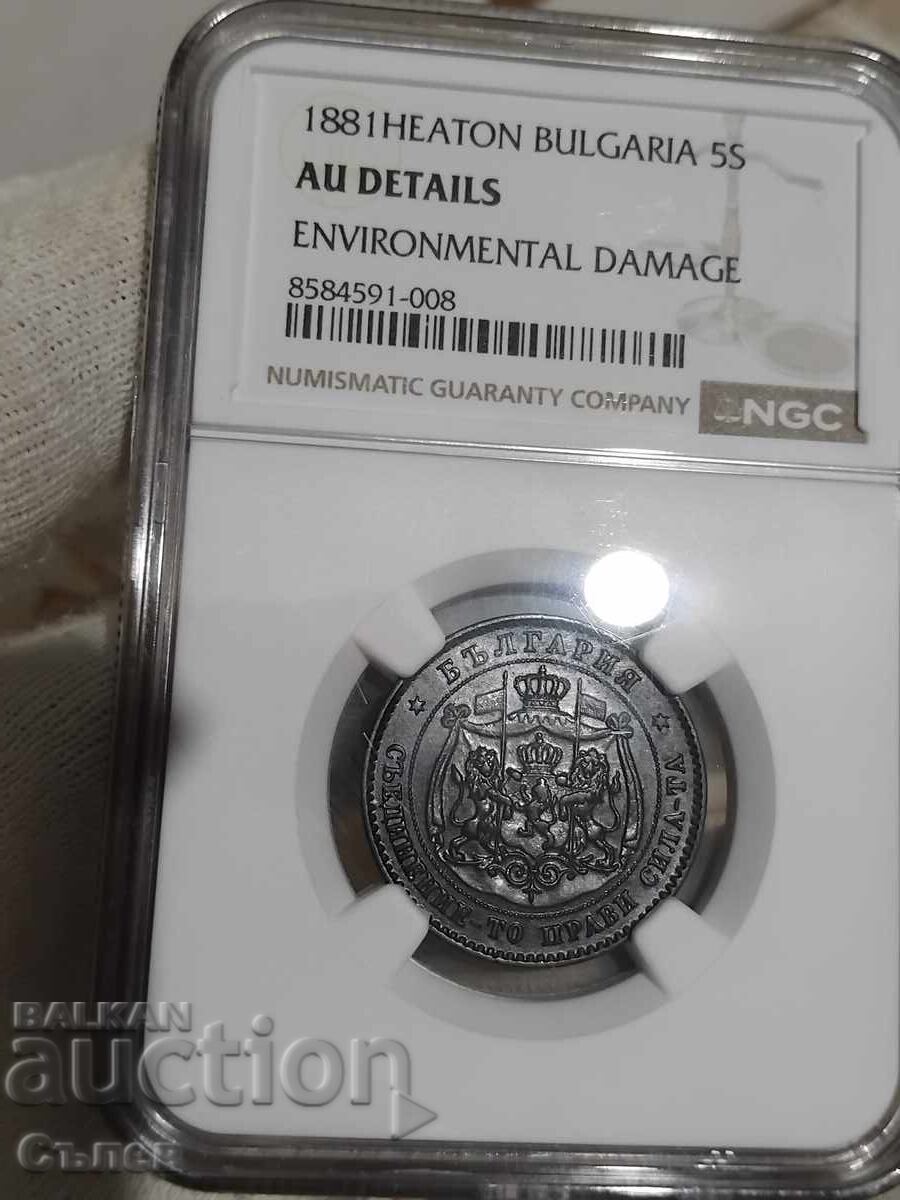 1881HEATON BULGARIA 5S
AU DETAILS
ENVIRONMENTAL DAMAGE
8584591-008
NUMISMATIC GUARANTY COMPANY
NGC
БЪЛГАРИЯ
СЪЕДИНЕНИЕ-ТО ПРАВИ СИЛА-ТА
BALKAN
auction
Сълев